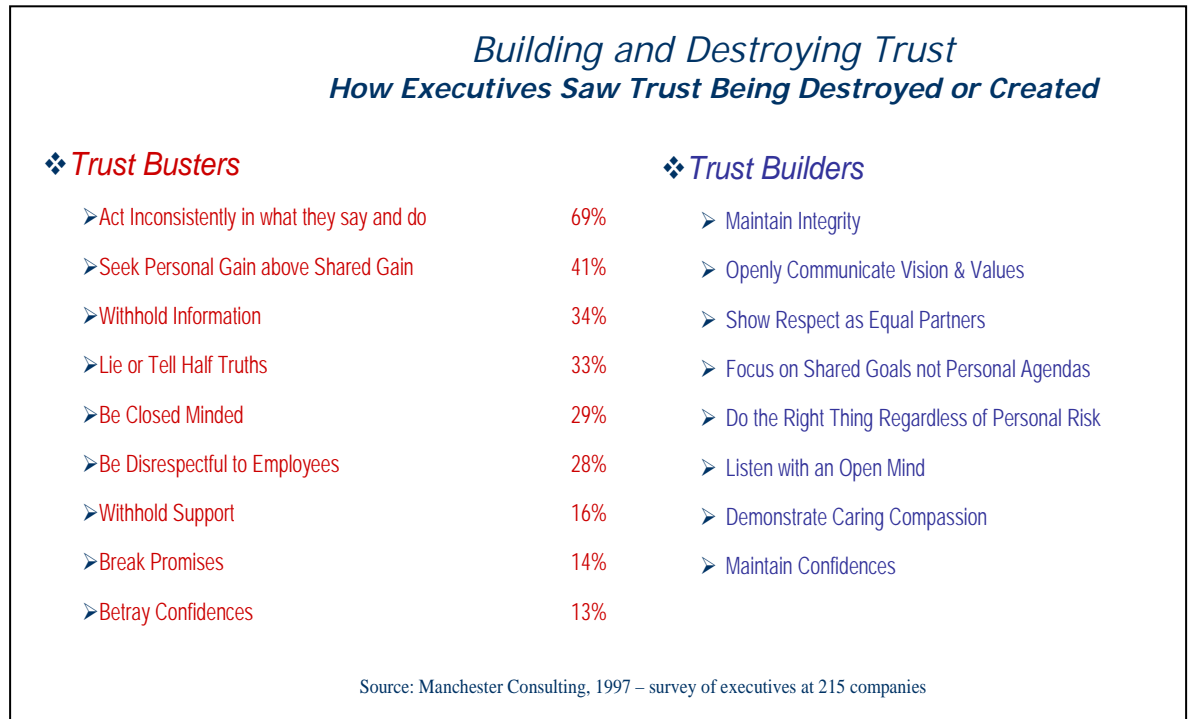 Building and Destroying Trust
How Executives Saw Trust Being Destroyed or Created
❖ Trust Busters
➢Act Inconsistently in what they say and do 69%
➢Seek Personal Gain above Shared Gain 41%
➢Withhold Information 34%
➢Lie or Tell Half Truths 33%
➢Be Closed Minded 29%
➢Be Disrespectful to Employees 28%
➢Withhold Support 16%
➢Break Promises 14%
➢Betray Confidences 13%
❖ Trust Builders
➢ Maintain Integrity
➢ Openly Communicate Vision & Values
➢ Show Respect as Equal Partners
➢ Focus on Shared Goals not Personal Agendas
➢ Do the Right Thing Regardless of Personal Risk
➢ Listen with an Open Mind
➢ Demonstrate Caring Compassion
➢ Maintain Confidences
Source: Manchester Consulting, 1997 – survey of executives at 215 companies